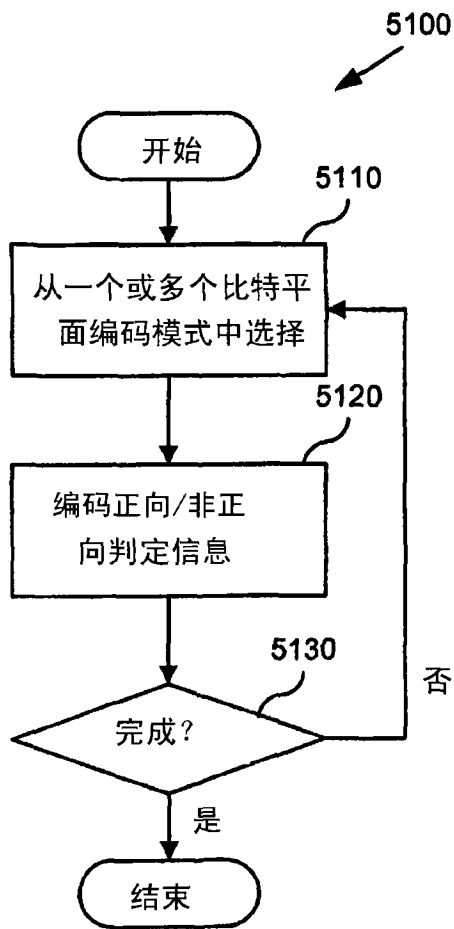 5100
开始
5110
从一个或多个比特平
面编码模式中选择
5120
编码正向/非正
向判定信息
5130
完成？
否
是
结束